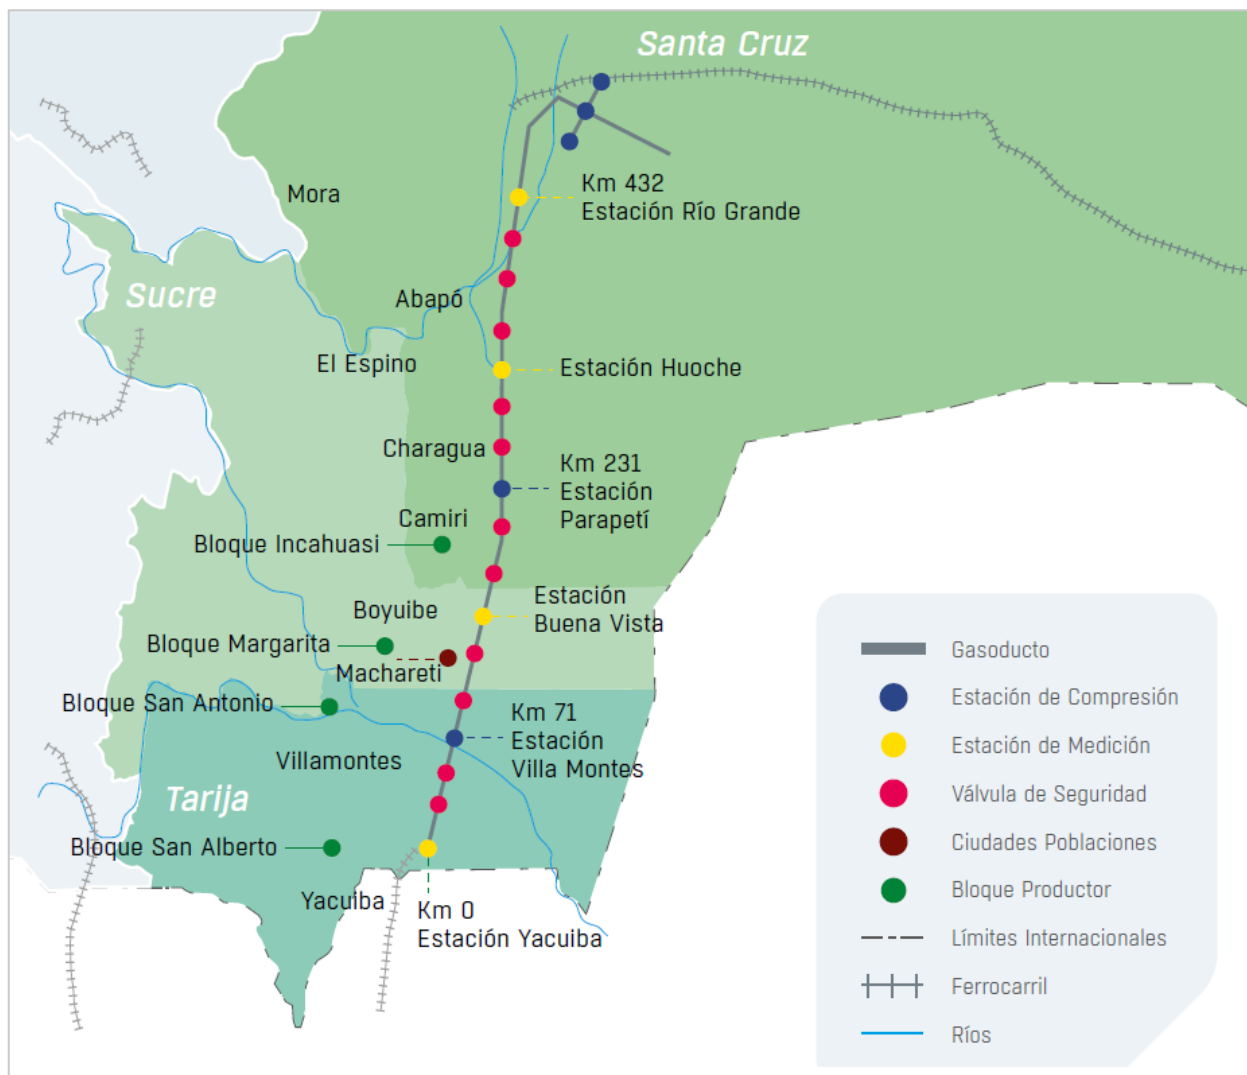 Santa Cruz
Mora
Km 432
Estación Río Grande
Sucre
Abapó
El Espino
Estación Huoche
Charagua
Km 231
Estación
Parapetí
Camiri
Bloque Incahuasi
Boyuibe
Estación
Buena Vista
Bloque Margarita
Machareti
Bloque San Antonio
Km 71
Estación
Villa Montes
Villamontes
Tarija
Bloque San Alberto
Yacuiba
Km 0
Estación Yacuiba
Gasoducto
Estación de Compresión
Estación de Medición
Válvula de Seguridad
Ciudades Poblaciones
Bloque Productor
Límites Internacionales
Ferrocarril
Ríos